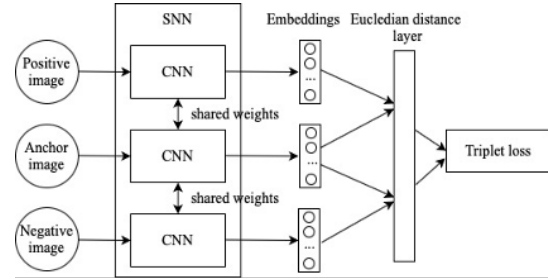 SNN
Embeddings
Eucledian distance
layer
Positive
image
CNN
...
shared weights
Anchor
image
CNN
...
Triplet loss
shared weights
Negative
image
CNN
...